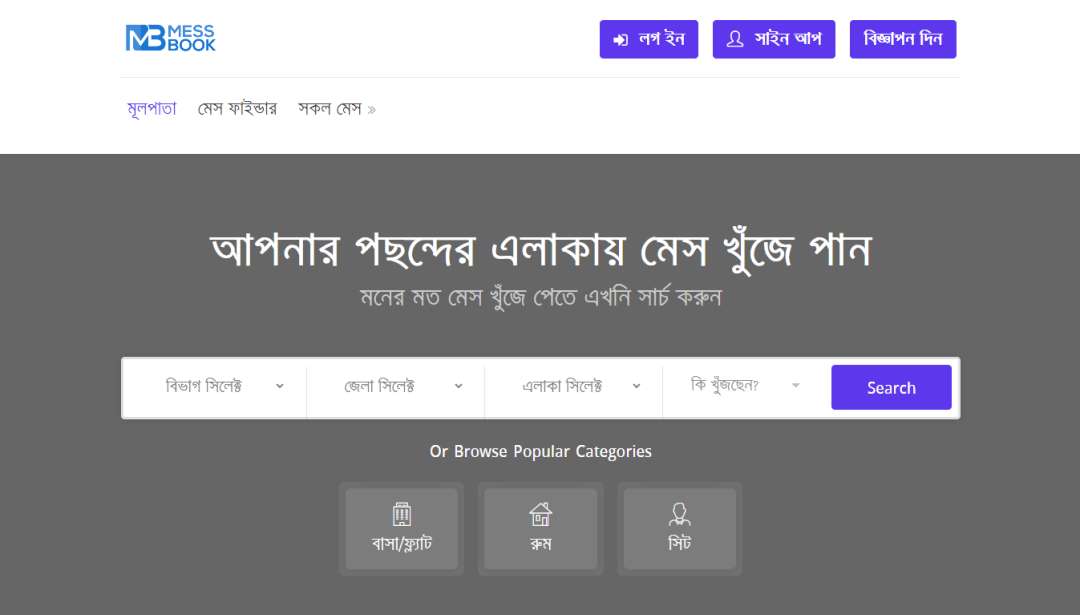 MESS
BOOK
লগ ইন
সাইন আপ
বিজ্ঞাপন দিন
মূলপাতা
মেস ফাইন্ডার
সকল মেস »
আপনার পছন্দের এলাকায় মেস খুঁজে পান
মনের মত মেস খুঁজে পেতে এখনি সার্চ করুন
বিভাগ সিলেক্ট
জেলা সিলেক্ট
এলাকা সিলেক্ট
কি খুঁজছেন?
Search
Or Browse Popular Categories
বাসা/ফ্ল্যাট
রুম
সিট